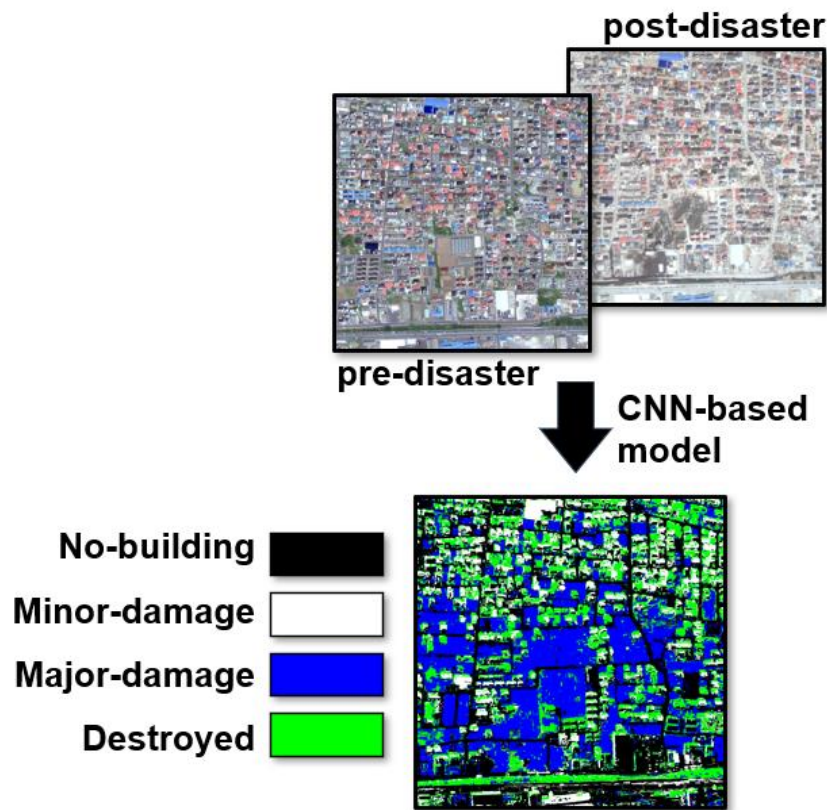 post-disaster
pre-disaster
CNN-based
model
No-building
Minor-damage
Major-damage
Destroyed